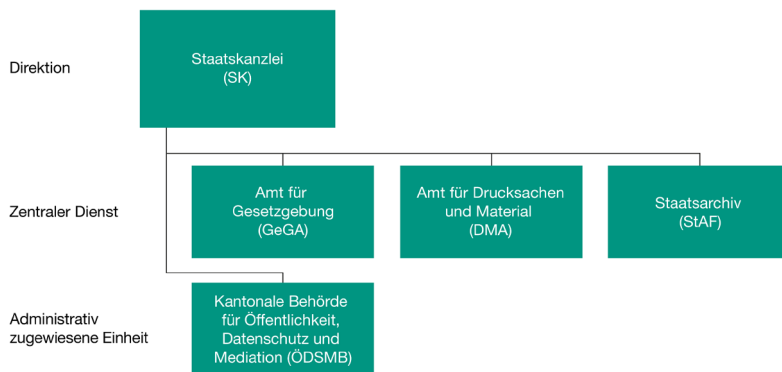 Direktion
Staatskanzlei
(SK)
Zentraler Dienst
Amt für
Gesetzgebung
(GeGA)
Amt für Drucksachen
und Material
(DMA)
Staatsarchiv
(StAF)
Administrativ
zugewiesene Einheit
Kantonale Behörde
für Öffentlichkeit,
Datenschutz und
Mediation (ÖDSMB)